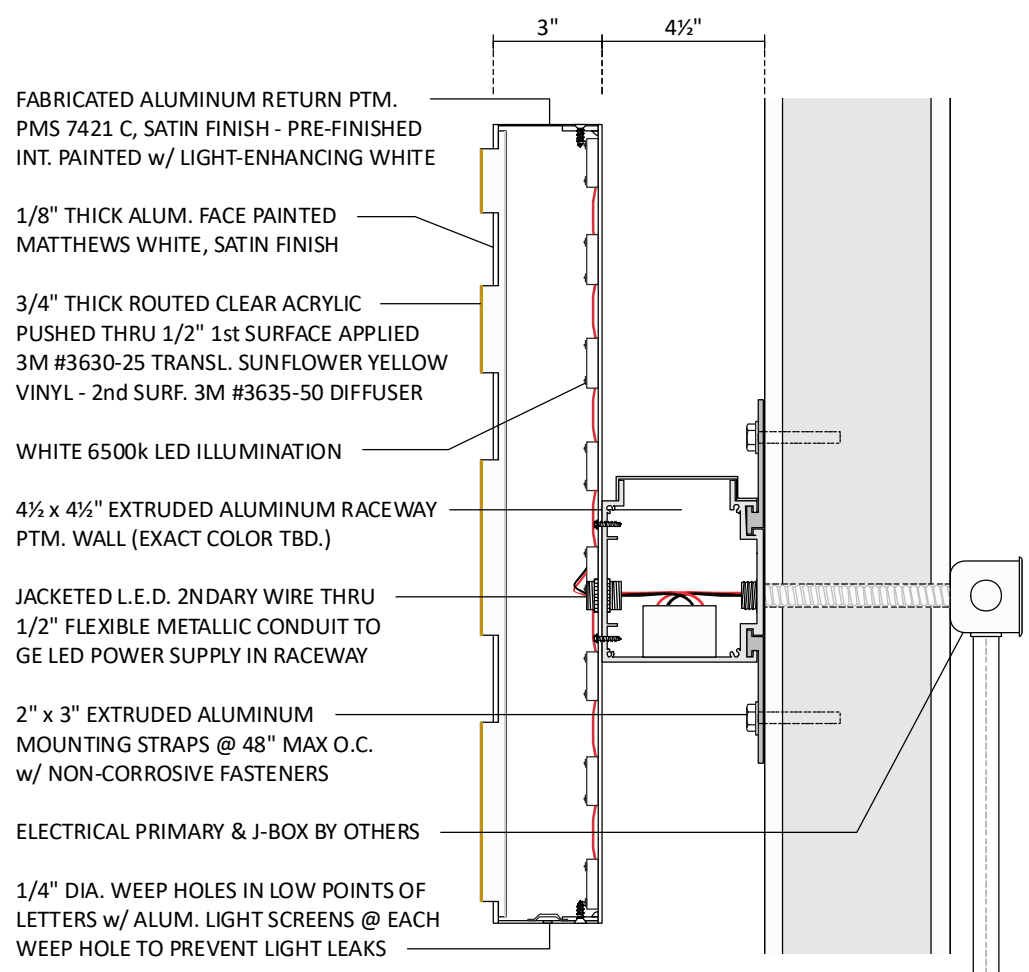 3" 4½"
FABRICATED ALUMINUM RETURN PTM.
PMS 7421 C, SATIN FINISH - PRE-FINISHED
INT. PAINTED w/ LIGHT-ENHANCING WHITE
1/8" THICK ALUM. FACE PAINTED
MATTHEWS WHITE, SATIN FINISH
3/4" THICK ROUTED CLEAR ACRYLIC
PUSHED THRU 1/2" 1st SURFACE APPLIED
3M #3630-25 TRANSL. SUNFLOWER YELLOW
VINYL - 2nd SURF. 3M #3635-50 DIFFUSER
WHITE 6500k LED ILLUMINATION
4½ x 4½" EXTRUDED ALUMINUM RACEWAY
PTM. WALL (EXACT COLOR TBD.)
JACKETED L.E.D. 2NDARY WIRE THRU
1/2" FLEXIBLE METALLIC CONDUIT TO
GE LED POWER SUPPLY IN RACEWAY
2" x 3" EXTRUDED ALUMINUM
MOUNTING STRAPS @ 48" MAX O.C.
w/ NON-CORROSIVE FASTENERS
ELECTRICAL PRIMARY & J-BOX BY OTHERS
1/4" DIA. WEEP HOLES IN LOW POINTS OF
LETTERS w/ ALUM. LIGHT SCREENS @ EACH
WEEP HOLE TO PREVENT LIGHT LEAKS